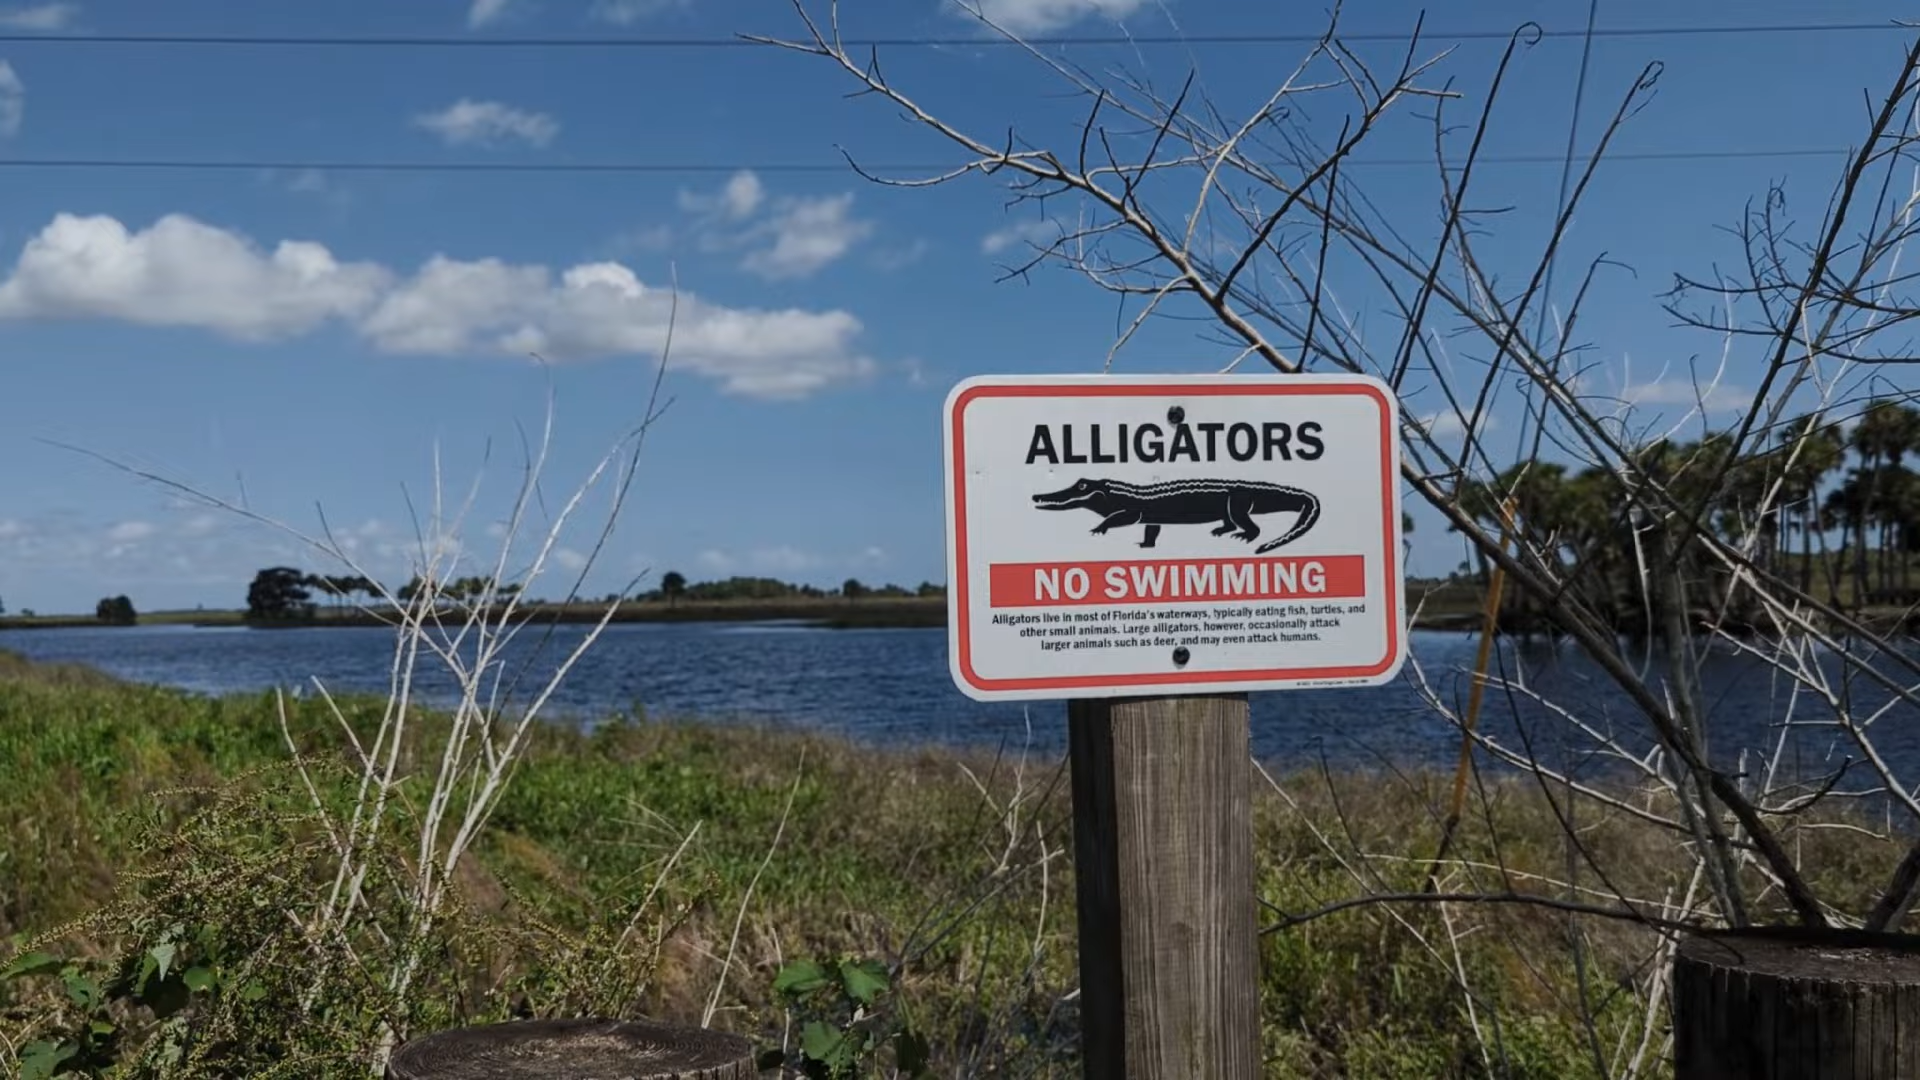 ALLIGATORS
NO SWIMMING
Alligators live in most of Florida's waterways, typically eating fish, turtles, and
other small animals. Large alligators, however, occasionally attack
larger animals such as deer, and may even attack humans.